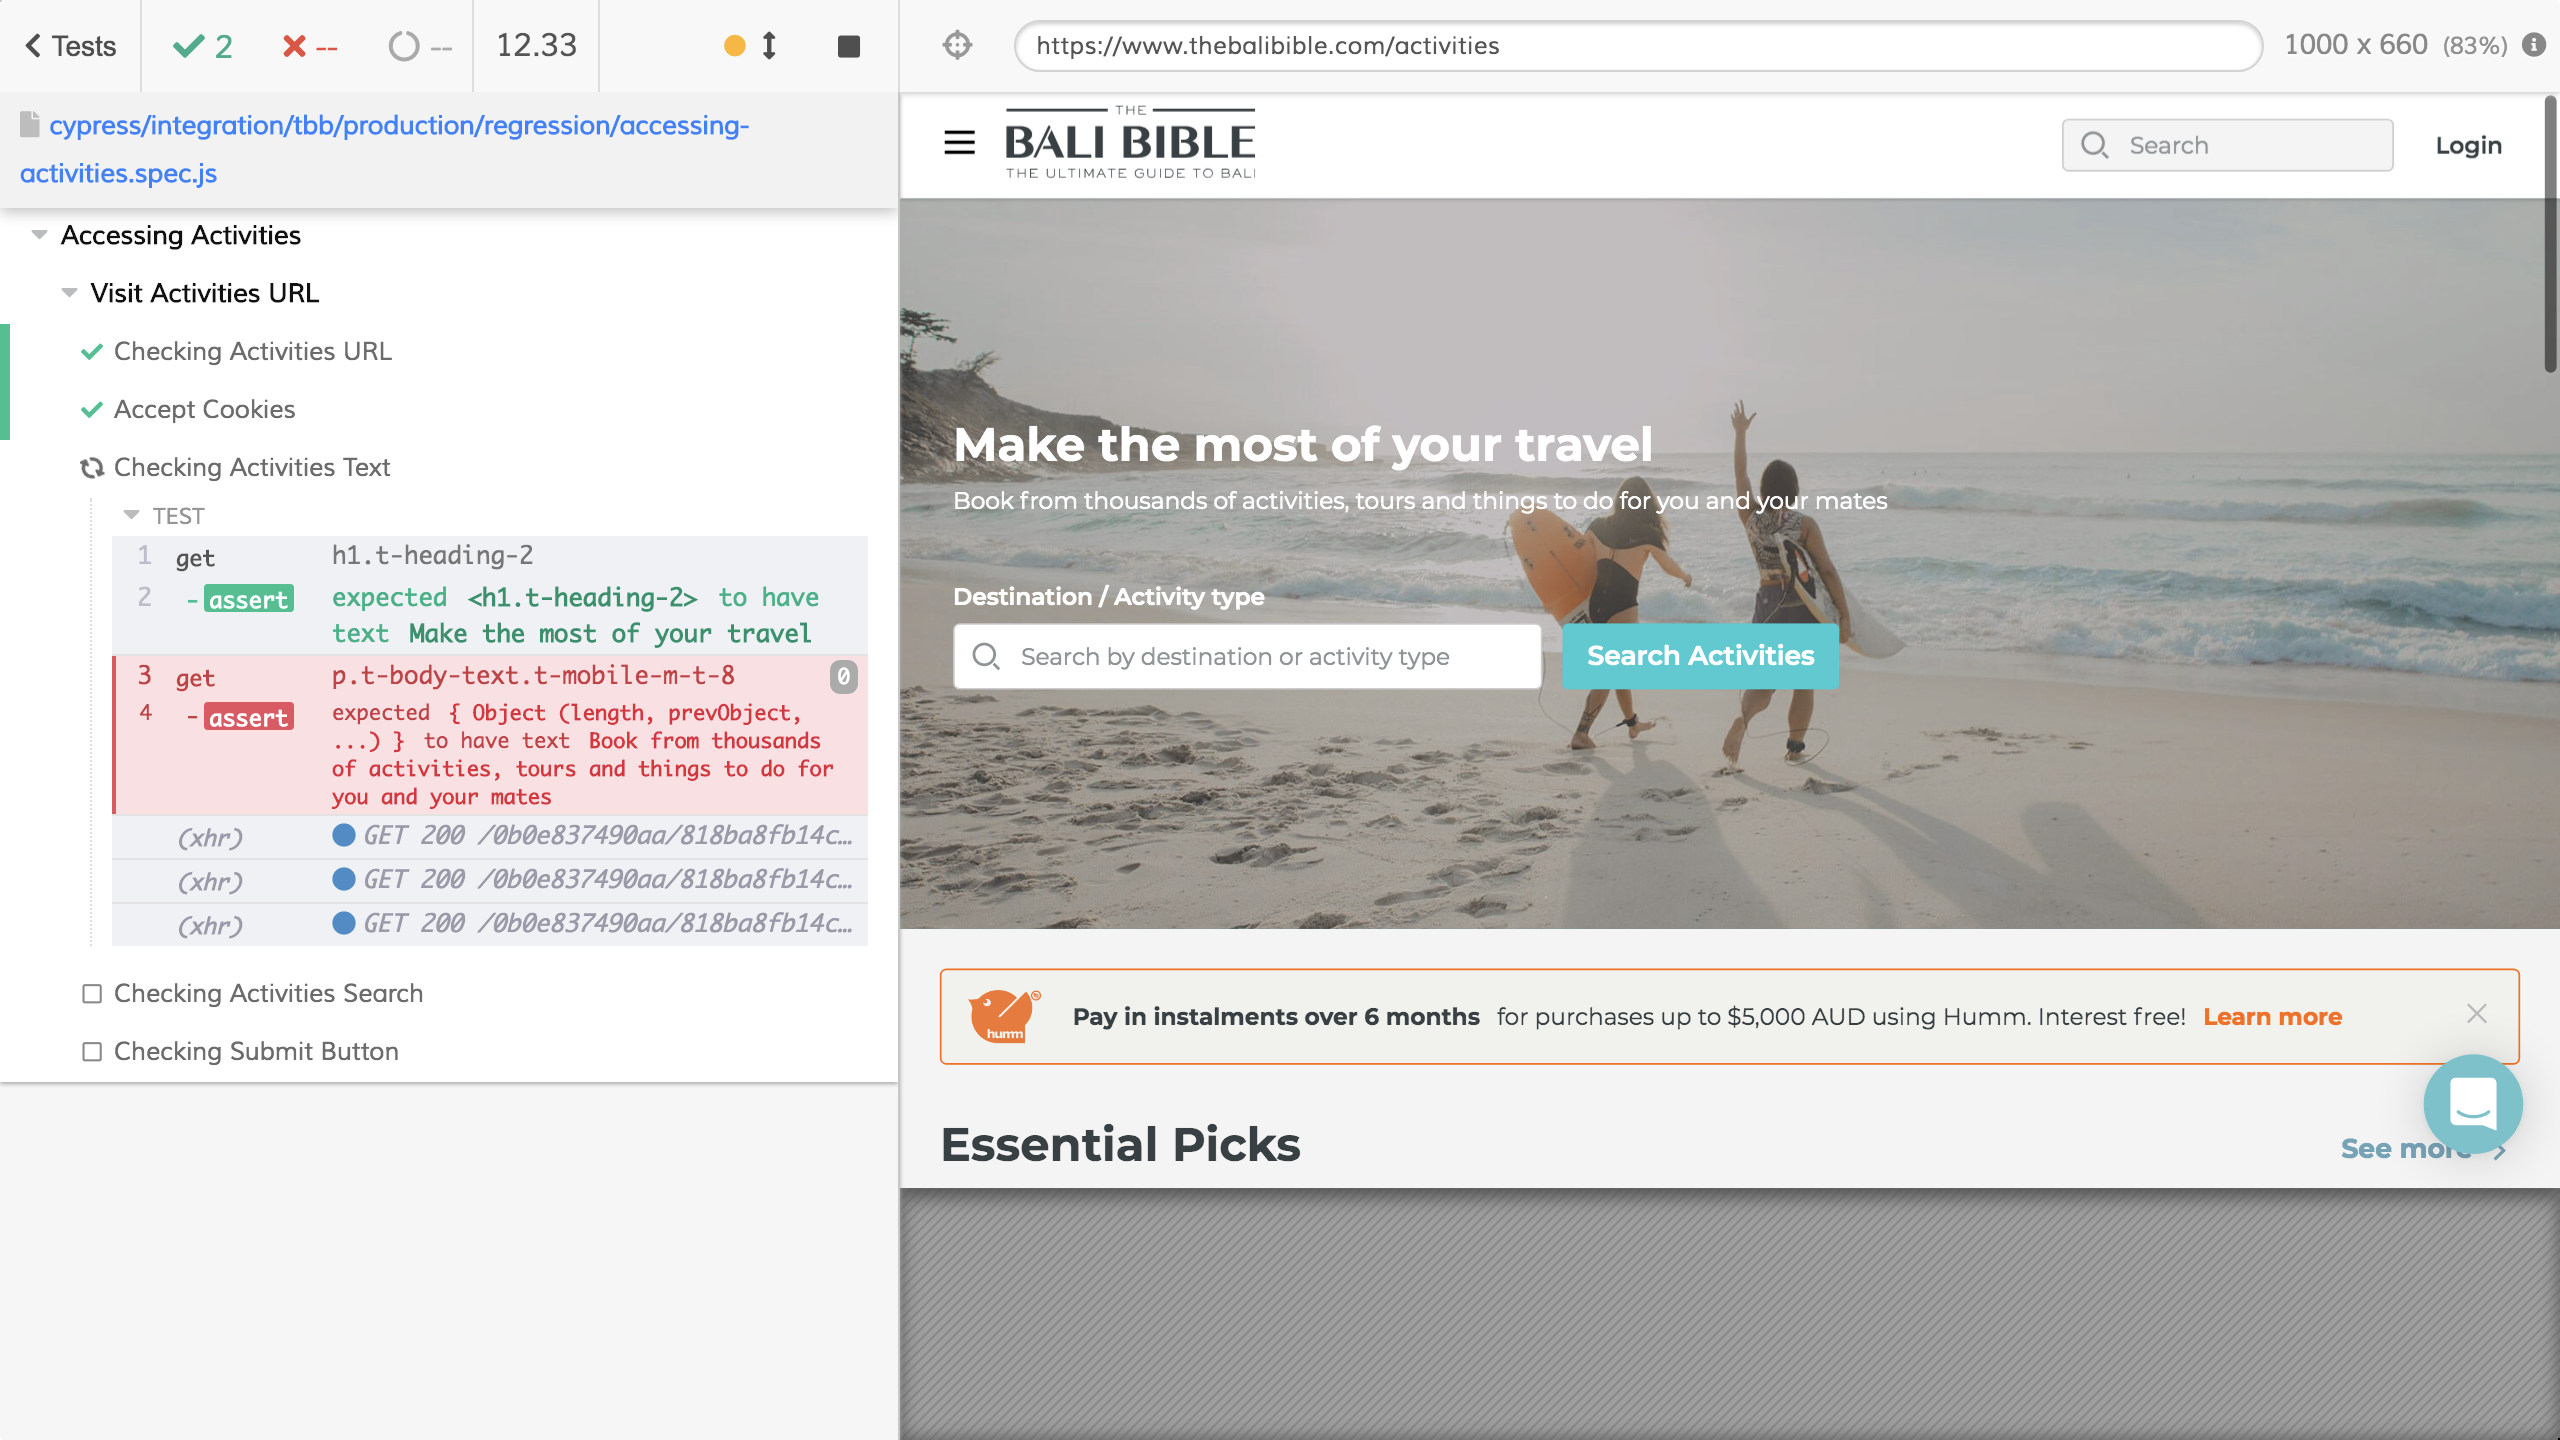 Tests
2
--
--
12.33
cypress/integration/tbb/production/regression/accessing-
activities.spec.js
Accessing Activities
Visit Activities URL
Checking Activities URL
Accept Cookies
Checking Activities Text
TEST
1 get h1.t-heading-2
2 -assert expected <h1.t-heading-2> to have
text Make the most of your travel
3 get p.t-body-text.t-mobile-m-t-8 0
4 -assert expected { Object (length, prevObject,
...) } to have text Book from thousands
of activities, tours and things to do for
you and your mates
(xhr) GET 200 /0b0e837490aa/818ba8fb14c…
(xhr) GET 200 /0b0e837490aa/818ba8fb14c…
(xhr) GET 200 /0b0e837490aa/818ba8fb14c…
Checking Activities Search
Checking Submit Button
https://www.thebalibible.com/activities
1000 x 660 (83%)
THE
BALI BIBLE
THE ULTIMATE GUIDE TO BALI
Search
Login
Make the most of your travel
Book from thousands of activities, tours and things to do for you and your mates
Destination / Activity type
Search by destination or activity type
Search Activities
humm
Pay in instalments over 6 months for purchases up to $5,000 AUD using Humm. Interest free! Learn more
Essential Picks
See more